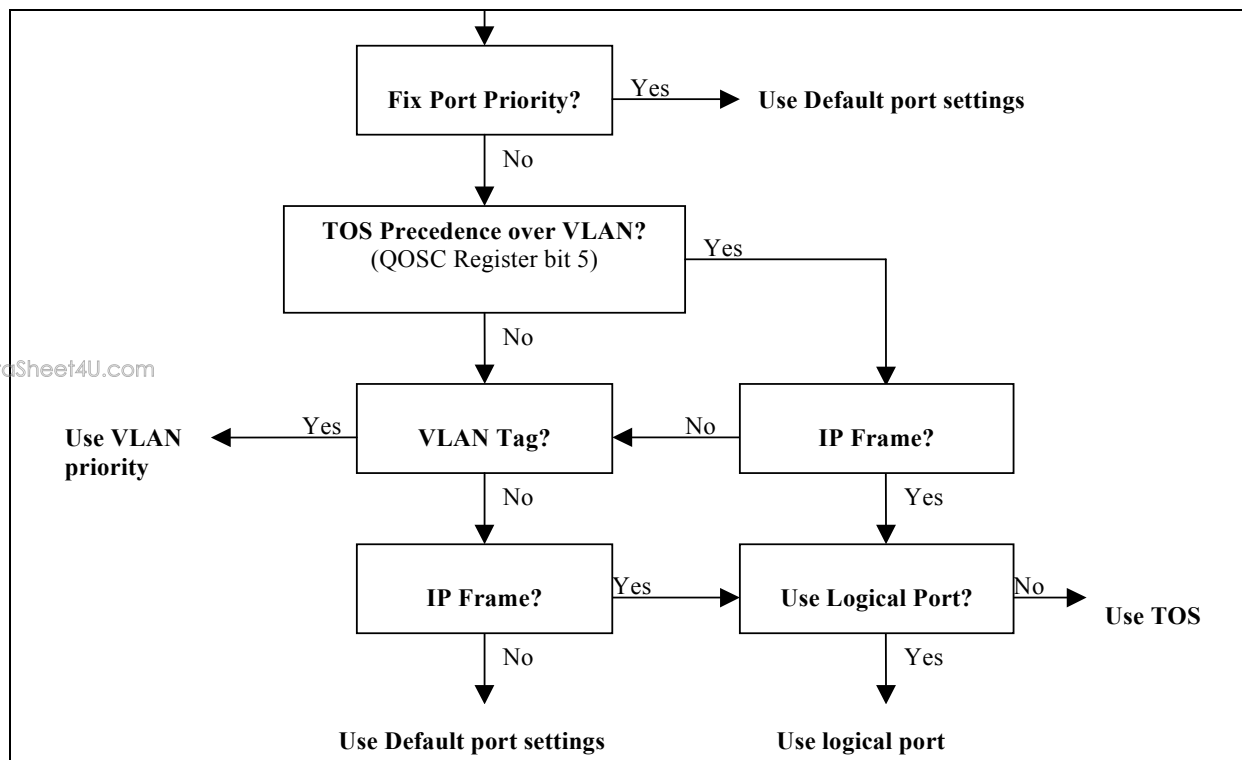 Fix Port Priority?
Yes
Use Default port settings
No
TOS Precedence over VLAN?
(QOSC Register bit 5)
Yes
No
Sheet4U.com
Use VLAN
priority
Yes
VLAN Tag?
No
IP Frame?
No
Yes
IP Frame?
Yes
Use Logical Port?
No
Use TOS
No
Yes
Use Default port settings
Use logical port